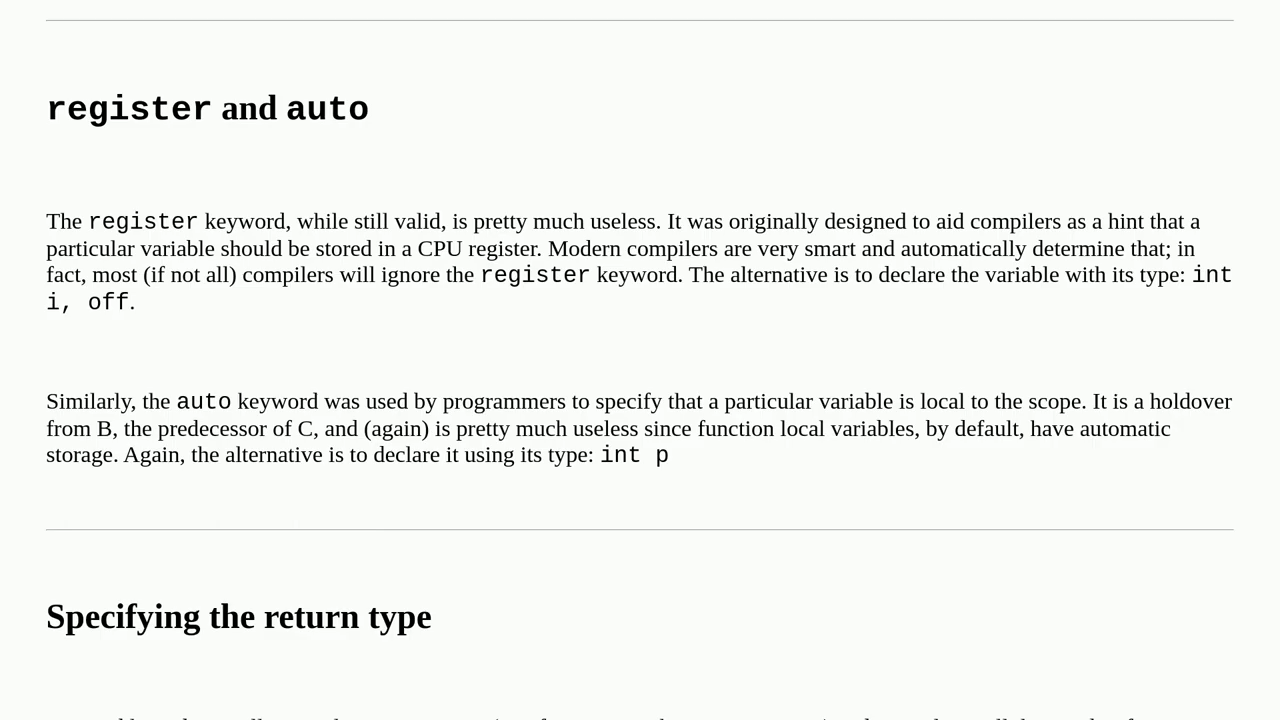 register and auto
The register keyword, while still valid, is pretty much useless. It was originally designed to aid compilers as a hint that a
particular variable should be stored in a CPU register. Modern compilers are very smart and automatically determine that; in
fact, most (if not all) compilers will ignore the register keyword. The alternative is to declare the variable with its type: int
i, off.
Similarly, the auto keyword was used by programmers to specify that a particular variable is local to the scope. It is a holdover
from B, the predecessor of C, and (again) is pretty much useless since function local variables, by default, have automatic
storage. Again, the alternative is to declare it using its type: int p
Specifying the return type